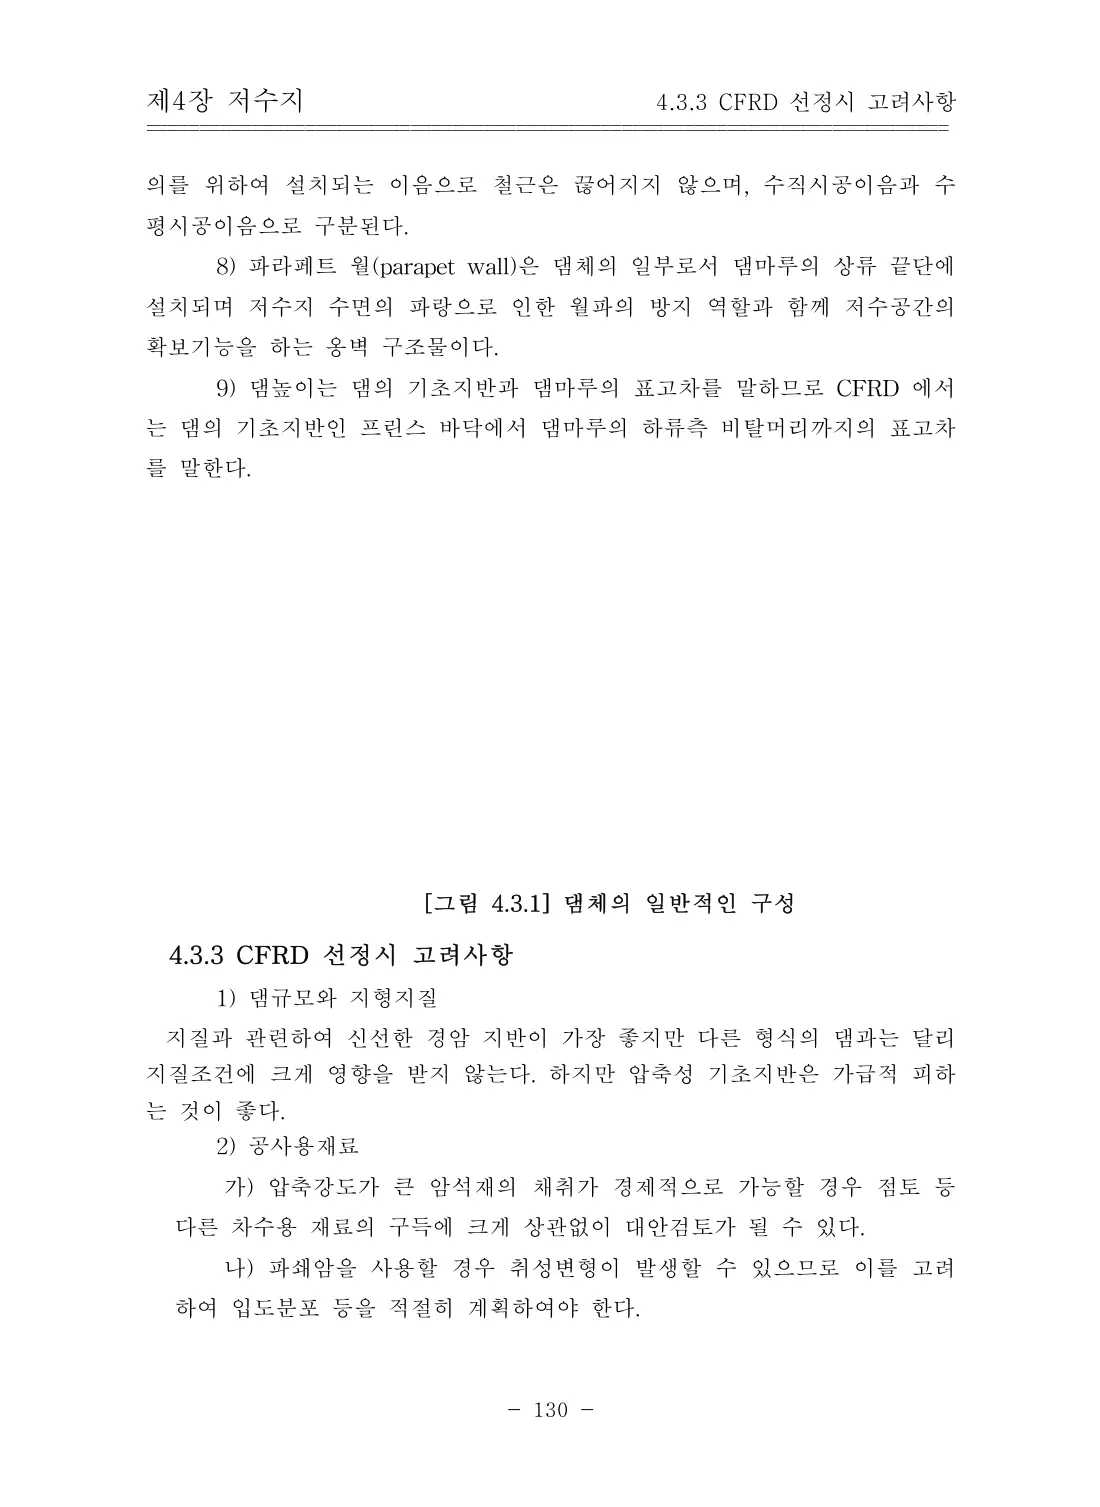 제4장 저수지
4.3.3 CFRD 선정시 고려사항
의를 위하여 설치되는 이음으로 철근은 끊어지지 않으며, 수직시공이음과 수
평시공이음으로 구분된다.
8) 파라페트 월(parapet wall)은 댐체의 일부로서 댐마루의 상류 끝단에
설치되며 저수지 수면의 파랑으로 인한 월파의 방지 역할과 함께 저수공간의
확보기능을 하는 옹벽 구조물이다.
9) 댐높이는 댐의 기초지반과 댐마루의 표고차를 말하므로 CFRD 에서
는 댐의 기초지반인 프린스 바닥에서 댐마루의 하류측 비탈머리까지의 표고차
를 말한다.
[그림 4.3.1] 댐체의 일반적인 구성
4.3.3 CFRD 선정시 고려사항
1) 댐규모와 지형지질
지질과 관련하여 신선한 경암 지반이 가장 좋지만 다른 형식의 댐과는 달리
지질조건에 크게 영향을 받지 않는다. 하지만 압축성 기초지반은 가급적 피하
는 것이 좋다.
2) 공사용재료
가) 압축강도가 큰 암석재의 채취가 경제적으로 가능할 경우 점토 등
다른 차수용 재료의 구득에 크게 상관없이 대안검토가 될 수 있다.
나) 파쇄암을 사용할 경우 취성변형이 발생할 수 있으므로 이를 고려
하여 입도분포 등을 적절히 계획하여야 한다.
- 130 -